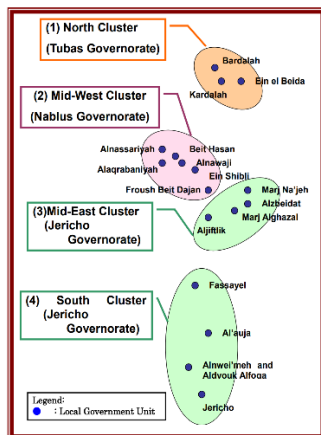 (1) North Cluster
(Tubas Governorate)
Bardalah
Ein el Beida
Kardalah
(2) Mid-West Cluster
(Nablus Governorate)
Alnassariyah
Beit Hasan
Alaqrabaniyah
Alnawaji
Ein Shibli
Froush Beit Dajan
Marj Na'jeh
Alzbeidat
Marj Alghazal
Aljiftlik
(3)Mid-East Cluster
(Jericho
Governorate)
(4) South Cluster
(Jericho
Governorate)
Fassayel
Al'auja
Alnwei'meh and
Aldyouk Alfoqa
Jericho
Legend:
: Local Government Unit